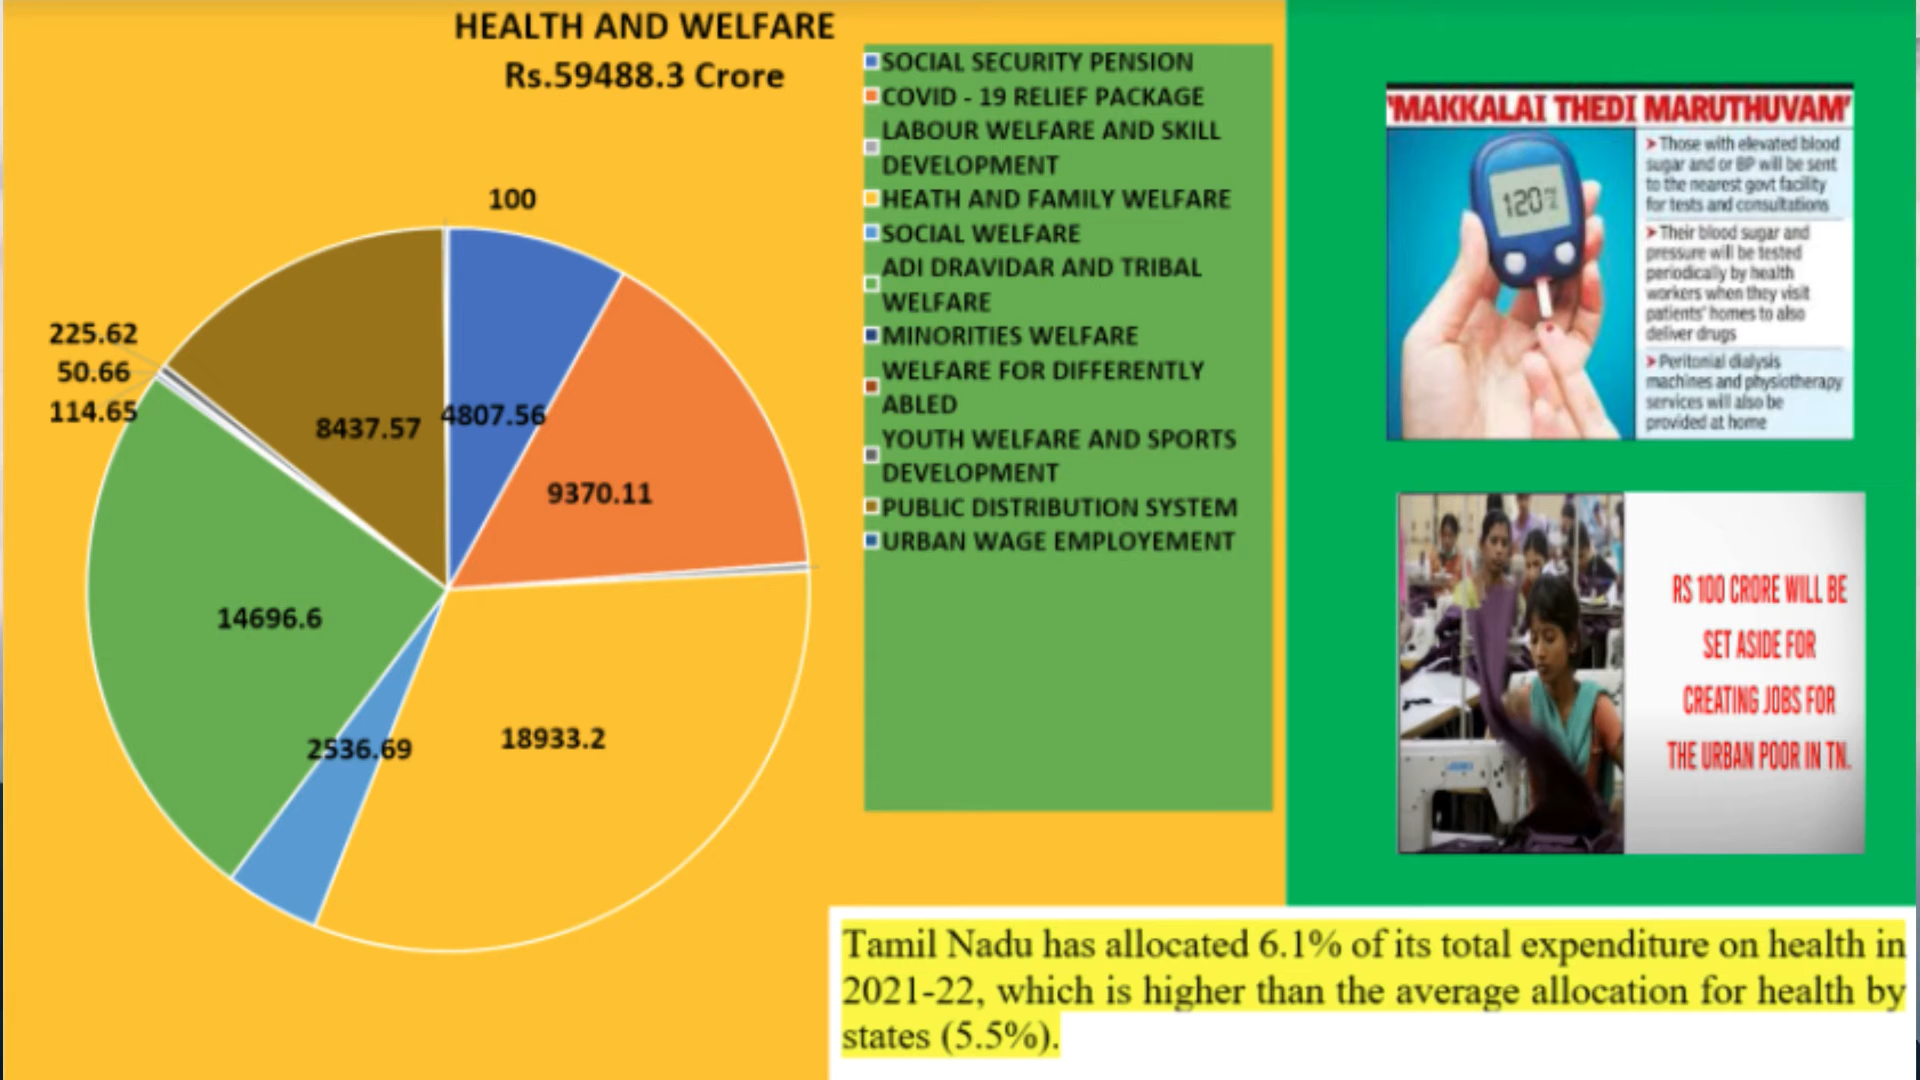 HEALTH AND WELFARE
Rs.59488.3 Crore
100
225.62
50.66
114.65
8437.57
4807.56
9370.11
14696.6
2536.69
18933.2
SOCIAL SECURITY PENSION
COVID - 19 RELIEF PACKAGE
LABOUR WELFARE AND SKILL
DEVELOPMENT
HEATH AND FAMILY WELFARE
SOCIAL WELFARE
ADI DRAVIDAR AND TRIBAL
WELFARE
MINORITIES WELFARE
WELFARE FOR DIFFERENTLY
ABLED
YOUTH WELFARE AND SPORTS
DEVELOPMENT
PUBLIC DISTRIBUTION SYSTEM
URBAN WAGE EMPLOYEMENT
'MAKKALAI THEDI MARUTHUVAM'
120
➤ Those with elevated blood
sugar and or BP will be sent
to the nearest govt facility
for tests and consultations
➤ Their blood sugar and
pressure will be tested
periodically by health
workers when they visit
patients' homes to also
deliver drugs
➤ Peritonial dialysis
machines and physiotherapy
services will also be
provided at home
RS 100 CRORE WILL BE
SET ASIDE FOR
CREATING JOBS FOR
THE URBAN POOR IN TN.
Tamil Nadu has allocated 6.1% of its total expenditure on health in
2021-22, which is higher than the average allocation for health by
states (5.5%).